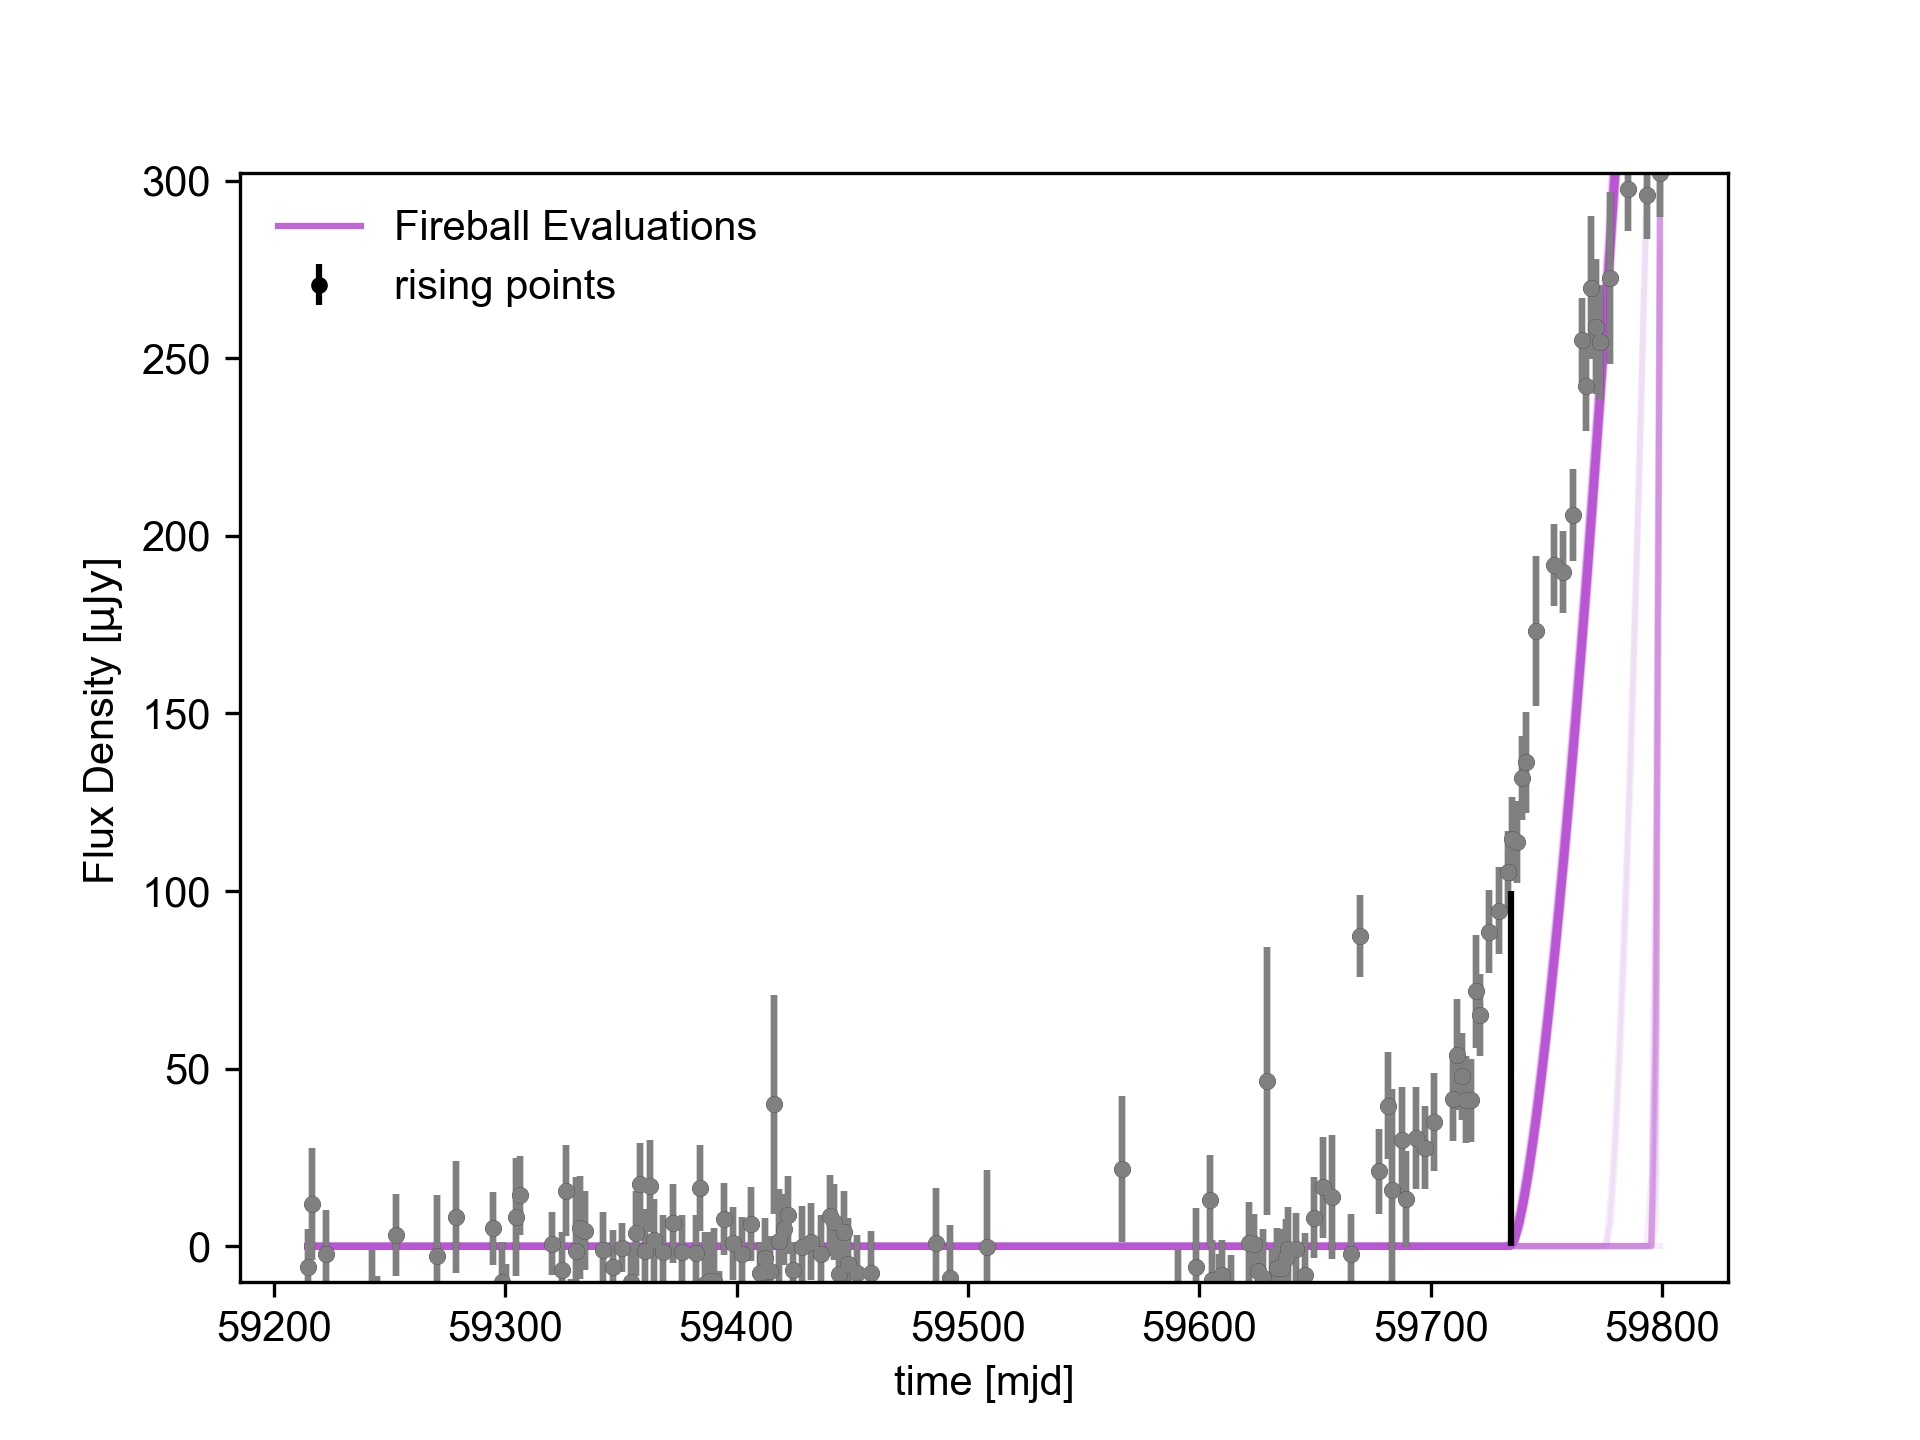 Fireball Evaluations
rising points
300
250
200
150
100
50
0
Flux Density [μJy]
59200 59300 59400 59500 59600 59700 59800
time [mjd]